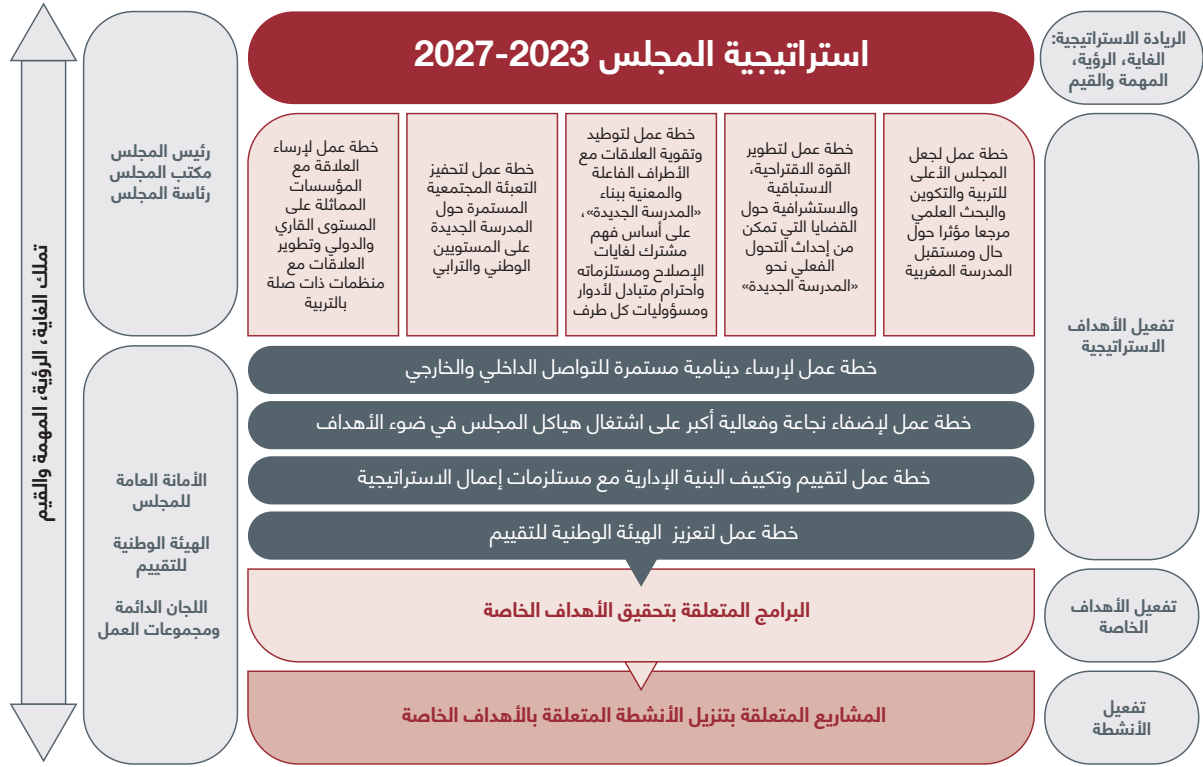 استراتيجية المجلس 2023-2027
الريادة الاستراتيجية:
الغاية، الرؤية،
المهمة والقيم
تفعيل الأهداف
الاستراتيجية
تفعيل الأهداف
الخاصة
تفعيل
الأنشطة
خطة عمل لجعل
المجلس الأعلى
للتربية والتكوين
والبحث العلمي
مرجعا مؤثرا حول
حال ومستقبل
المدرسة المغربية
خطة عمل لتطوير
القوة الاقتراحية،
الاستباقية
والاستشرافية حول
القضايا التي تمكن
من إحداث التحول
الفعلي نحو
«المدرسة الجديدة»
خطة عمل لتوطيد
وتقوية العلاقات مع
الأطراف الفاعلة
والمعنية ببناء
«المدرسة الجديدة»،
على أساس فهم
مشترك لغايات
الإصلاح ومستلزماته
واحترام متبادل لأدوار
ومسؤوليات كل طرف
خطة عمل لتحفيز
التعبئة المجتمعية
المستمرة حول
المدرسة الجديدة
على المستويين
الوطني والترابي
خطة عمل لإرساء
العلاقة مع
المؤسسات
المماثلة على
المستوى القاري
والدولي وتطوير
العلاقات مع
منظمات ذات صلة
بالتربية
خطة عمل لإرساء دينامية مستمرة للتواصل الداخلي والخارجي
خطة عمل لإضفاء نجاعة وفعالية أكبر على اشتغال هياكل المجلس في ضوء الأهداف
خطة عمل لتقييم وتكييف البنية الإدارية مع مستلزمات إعمال الاستراتيجية
خطة عمل لتعزيز الهيئة الوطنية للتقييم
البرامج المتعلقة بتحقيق الأهداف الخاصة
المشاريع المتعلقة بتنزيل الأنشطة المتعلقة بالأهداف الخاصة
رئيس المجلس
مكتب المجلس
رئاسة المجلس
الأمانة العامة
للمجلس
الهيئة الوطنية
للتقييم
اللجان الدائمة
ومجموعات العمل
تملك الغاية، الرؤية، المهمة والقيم